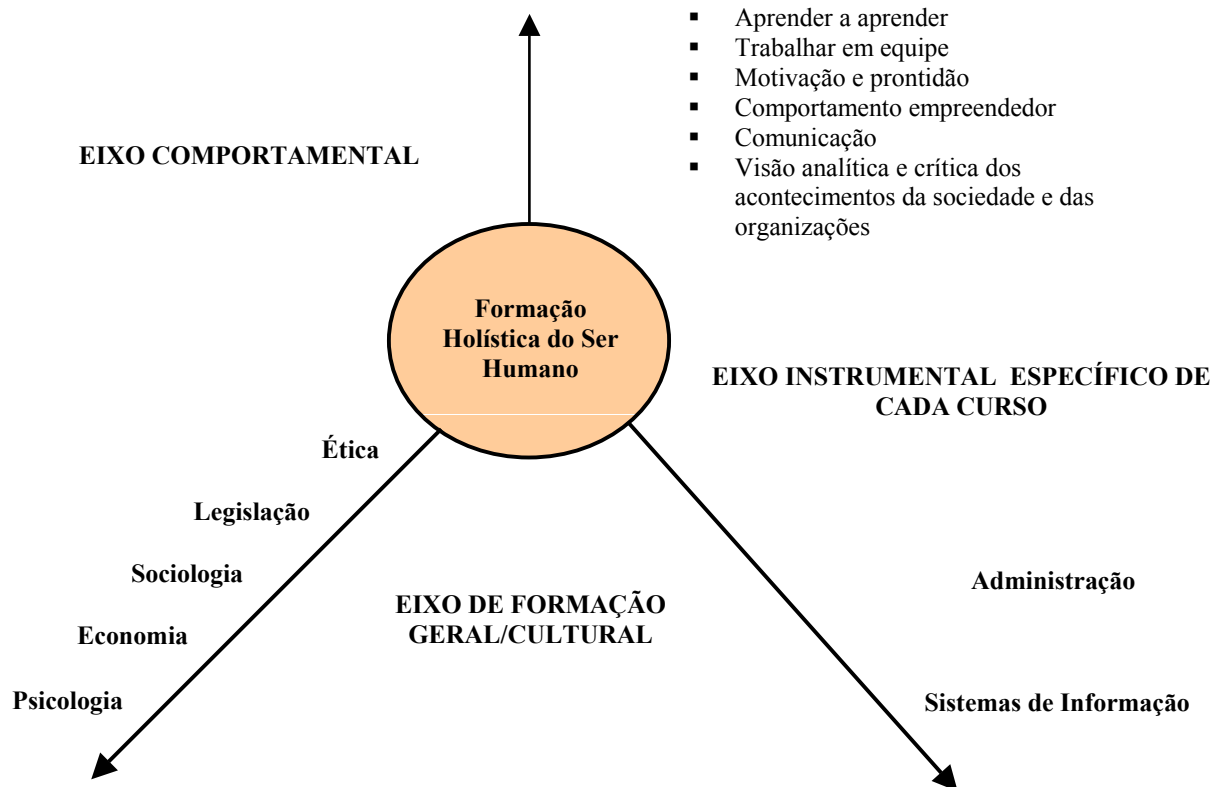 ▪ Aprender a aprender
▪ Trabalhar em equipe
▪ Motivação e prontidão
▪ Comportamento empreendedor
▪ Comunicação
▪ Visão analítica e crítica dos
acontecimentos da sociedade e das
organizações
EIXO COMPORTAMENTAL
Formação
Holística do Ser
Humano
EIXO INSTRUMENTAL ESPECÍFICO DE
CADA CURSO
Ética
Legislação
Sociologia
Economia
Psicologia
EIXO DE FORMAÇÃO
GERAL/CULTURAL
Administração
Sistemas de Informação